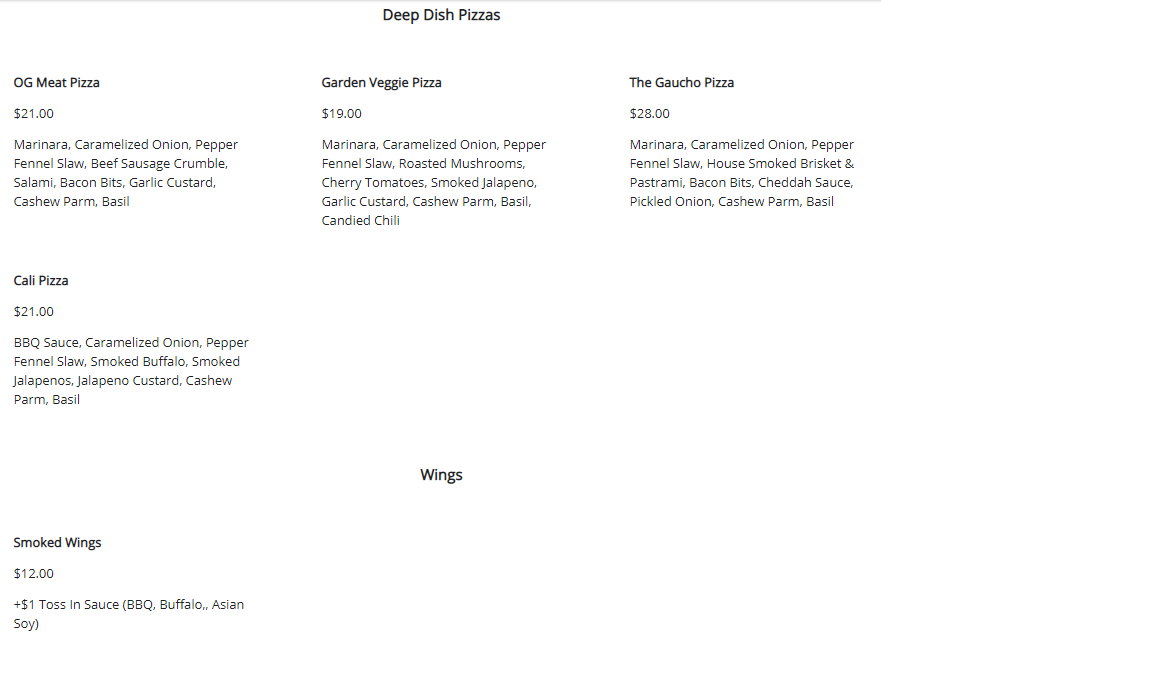 Deep Dish Pizzas
OG Meat Pizza
$21.00
Marinara, Caramelized Onion, Pepper
Fennel Slaw, Beef Sausage Crumble,
Salami, Bacon Bits, Garlic Custard,
Cashew Parm, Basil
Garden Veggie Pizza
$19.00
Marinara, Caramelized Onion, Pepper
Fennel Slaw, Roasted Mushrooms,
Cherry Tomatoes, Smoked Jalapeno,
Garlic Custard, Cashew Parm, Basil,
Candied Chili
The Gaucho Pizza
$28.00
Marinara, Caramelized Onion, Pepper
Fennel Slaw, House Smoked Brisket &
Pastrami, Bacon Bits, Cheddah Sauce,
Pickled Onion, Cashew Parm, Basil
Cali Pizza
$21.00
BBQ Sauce, Caramelized Onion, Pepper
Fennel Slaw, Smoked Buffalo, Smoked
Jalapenos, Jalapeno Custard, Cashew
Parm, Basil
Wings
Smoked Wings
$12.00
+$1 Toss In Sauce (BBQ, Buffalo,, Asian
Soy)